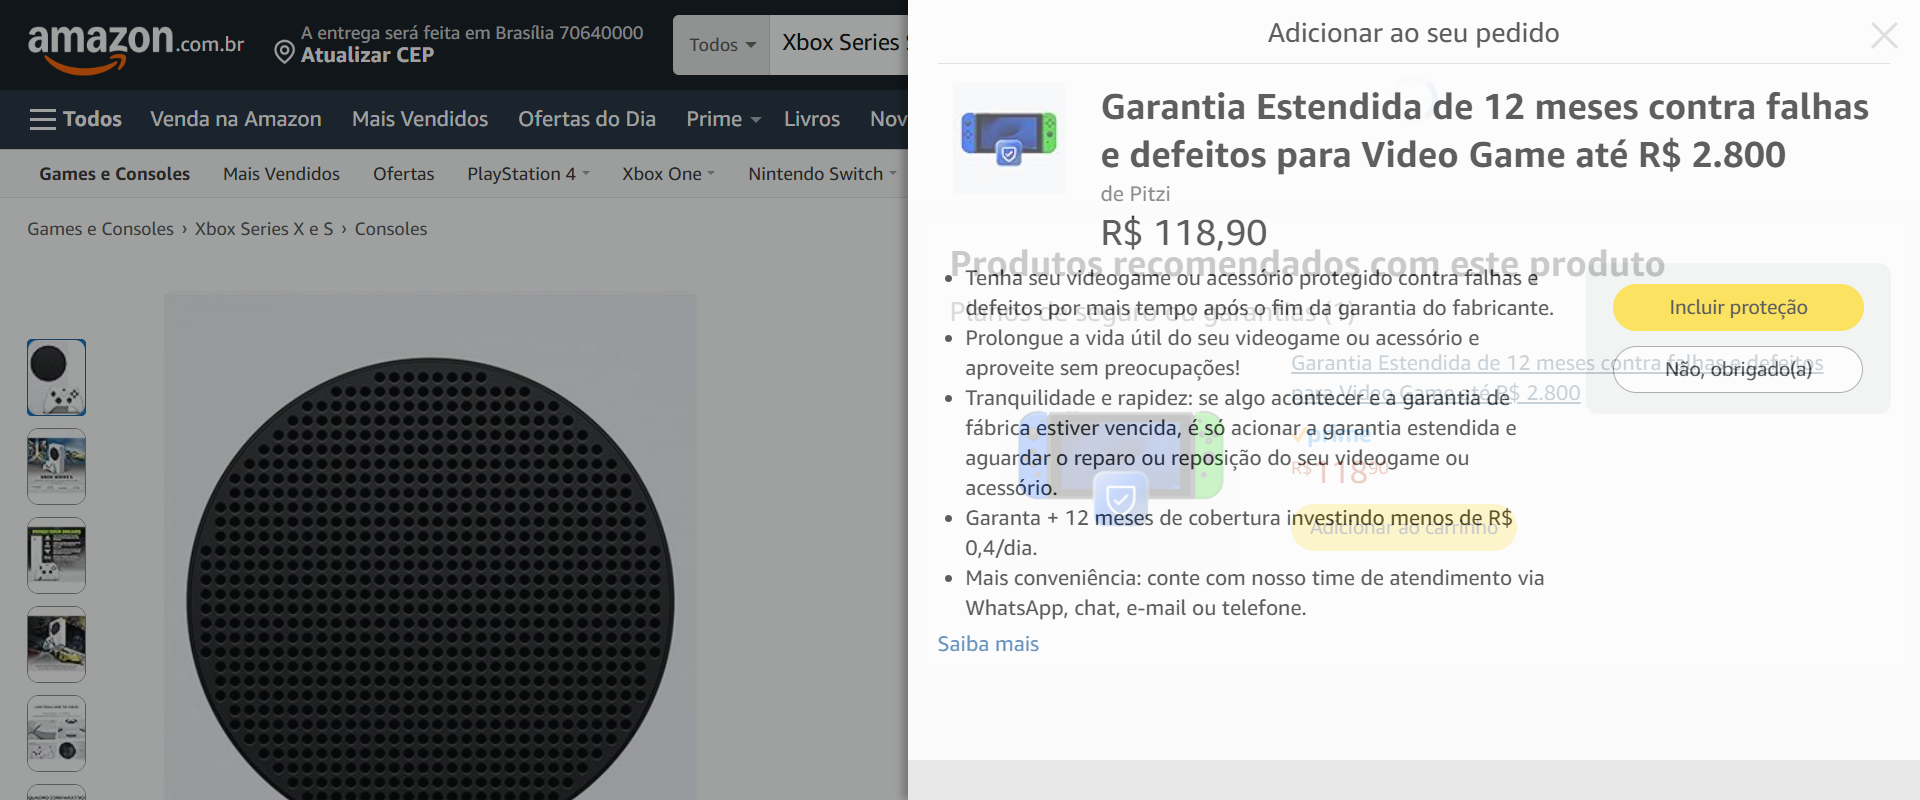 amazon.com.br
A entrega será feita em Brasília 70640000
Atualizar CEP
Todos
Xbox Series
Todos
Venda na Amazon
Mais Vendidos
Ofertas do Dia
Prime
Livros
Nov
Games e Consoles
Mais Vendidos
Ofertas
PlayStation 4
Xbox One
Nintendo Switch
Games e Consoles › Xbox Series X e S › Consoles
Adicionar ao seu pedido
Garantia Estendida de 12 meses contra falhas
e defeitos para Video Game até R$ 2.800
de Pitzi
R$ 118,90
Produtos recomendados com este produto
Planos de seguro ou garantias (1)
• Tenha seu videogame ou acessório protegido contra falhas e
defeitos por mais tempo após o fim da garantia do fabricante.
• Prolongue a vida útil do seu videogame ou acessório e
aproveite sem preocupações!
• Tranquilidade e rapidez: se algo acontecer e a garantia de
fábrica estiver vencida, é só acionar a garantia estendida e
aguardar o reparo ou reposição do seu videogame ou
acessório.
• Garanta + 12 meses de cobertura investindo menos de R$
0,4/dia.
• Mais conveniência: conte com nosso time de atendimento via
WhatsApp, chat, e-mail ou telefone.
Saiba mais
Incluir proteção
Não, obrigado(a)
Garantia Estendida de 12 meses contra falhas e defeitos
para Video Game até R$ 2.800
prime
R$ 118 90
Adicionar ao carrinho